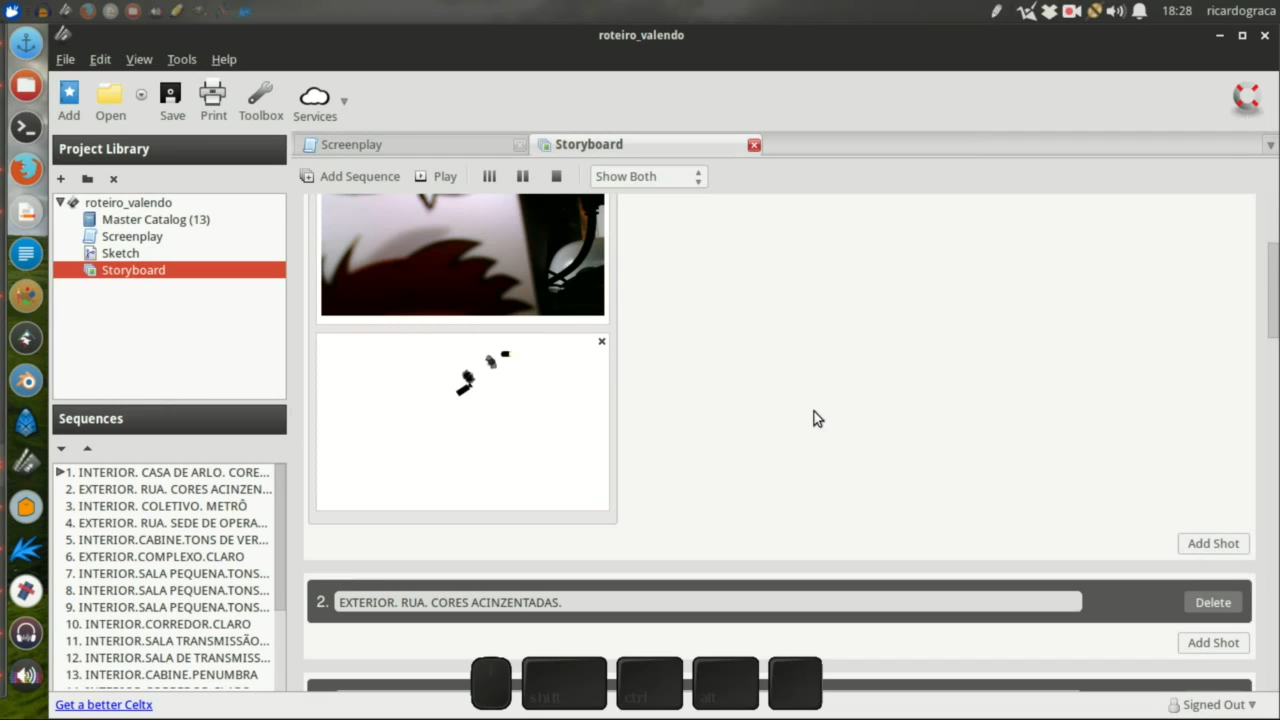 18:28 ricardograca
roteiro_valendo
File Edit View Tools Help
Add Open Save Print Toolbox Services
Project Library
Screenplay Storyboard
Add Sequence Play Show Both
roteiro_valendo
Master Catalog (13)
Screenplay
Sketch
Storyboard
Sequences
1. INTERIOR. CASA DE ARLO. CORE...
2. EXTERIOR. RUA. CORES ACINZEN...
3. INTERIOR. COLETIVO. METRÔ
4. EXTERIOR. RUA. SEDE DE OPERA...
5. INTERIOR.CABINE.TONS DE VER...
6. EXTERIOR.COMPLEXO.CLARO
7. INTERIOR.SALA PEQUENA.TONS...
8. INTERIOR.SALA PEQUENA.TONS...
9. INTERIOR.SALA PEQUENA.TONS...
10. INTERIOR.CORREDOR.CLARO
11. INTERIOR.SALA TRANSMISSÃO...
12. INTERIOR.SALA DE TRANSMISS...
13. INTERIOR.CABINE.PENUMBRA
Add Shot
2. EXTERIOR. RUA. CORES ACINZENTADAS. Delete
Add Shot
shift ctrl alt
Get a better Celtx Signed Out